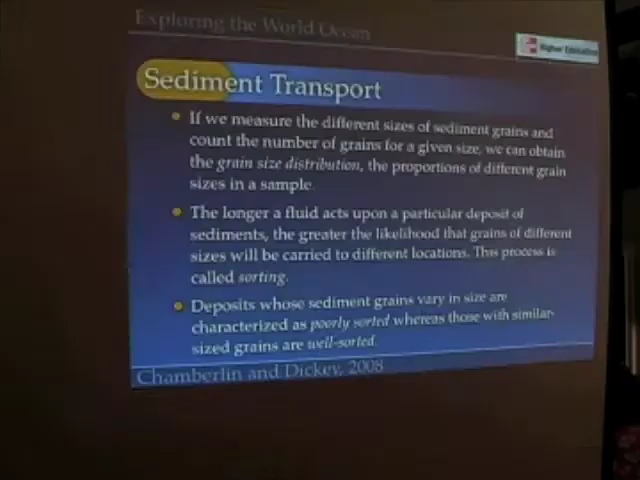 Exploring the World Ocean
Higher Education
Sediment Transport
• If we measure the different sizes of sediment grains and
count the number of grains for a given size, we can obtain
the grain size distribution, the proportions of different grain
sizes in a sample.
• The longer a fluid acts upon a particular deposit of
sediments, the greater the likelihood that grains of different
sizes will be carried to different locations. This process is
called sorting.
• Deposits whose sediment grains vary in size are
characterized as poorly sorted whereas those with similar-
sized grains are well-sorted.
Chamberlin and Dickey, 2008